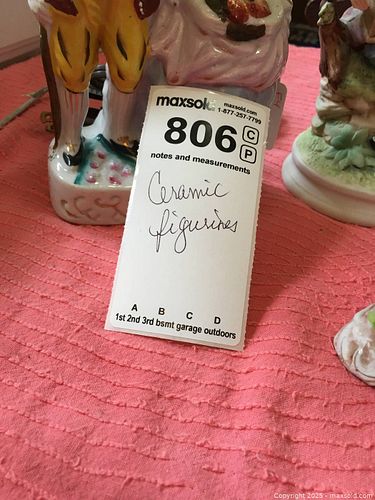 maxsold maxsold.com
1-877-257-7799
806 C
P
notes and measurements
Ceramic
figurines
A B C D
1st 2nd 3rd bsmt garage outdoors
Copyright 2025 - maxsold.com